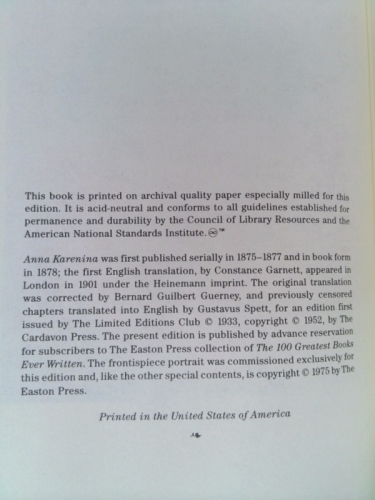 This book is printed on archival quality paper especially milled for this
edition. It is acid-neutral and conforms to all guidelines established for
permanence and durability by the Council of Library Resources and the
American National Standards Institute. ♾™
Anna Karenina was first published serially in 1875–1877 and in book form
in 1878; the first English translation, by Constance Garnett, appeared in
London in 1901 under the Heinemann imprint. The original translation
was corrected by Bernard Guilbert Guerney, and previously censored
chapters translated into English by Gustavus Spett, for an edition first
issued by The Limited Editions Club © 1933, copyright © 1952, by The
Cardavon Press. The present edition is published by advance reservation
for subscribers to The Easton Press collection of The 100 Greatest Books
Ever Written. The frontispiece portrait was commissioned exclusively for
this edition and, like the other special contents, is copyright © 1975 by The
Easton Press.
Printed in the United States of America